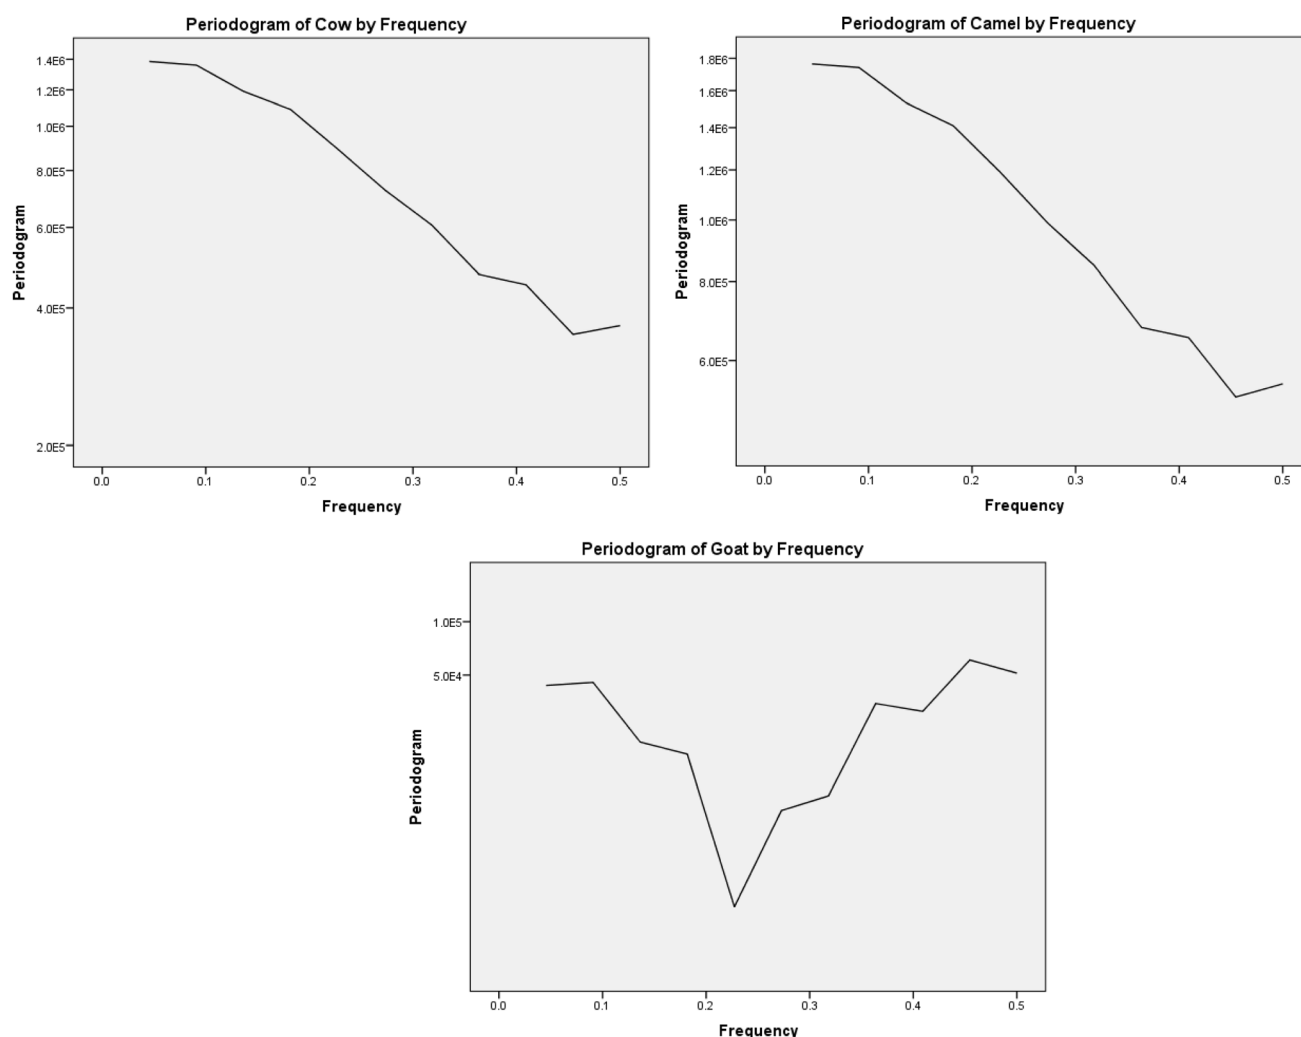 Periodogram of Cow by Frequency
1.4E6
1.2E6
1.0E6
8.0E5
6.0E5
4.0E5
2.0E5
Periodogram
0.0 0.1 0.2 0.3 0.4 0.5
Frequency
Periodogram of Camel by Frequency
1.8E6
1.6E6
1.4E6
1.2E6
1.0E6
8.0E5
6.0E5
Periodogram
0.0 0.1 0.2 0.3 0.4 0.5
Frequency
Periodogram of Goat by Frequency
1.0E5
5.0E4
Periodogram
0.0 0.1 0.2 0.3 0.4 0.5
Frequency